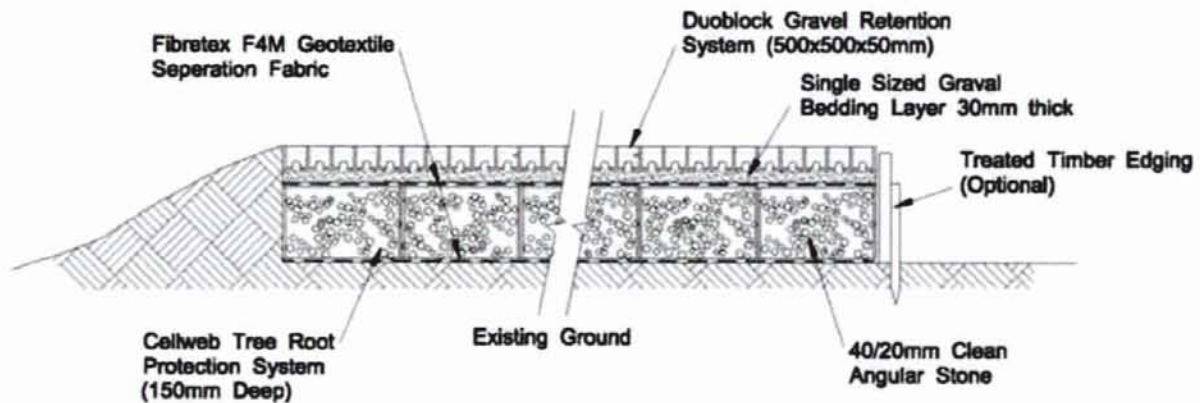 Fibretex F4M Geotextile
Seperation Fabric
Duoblock Gravel Retention
System (500x500x50mm)
Single Sized Graval
Bedding Layer 30mm thick
Treated Timber Edging
(Optional)
Cellweb Tree Root
Protection System
(150mm Deep)
Existing Ground
40/20mm Clean
Angular Stone